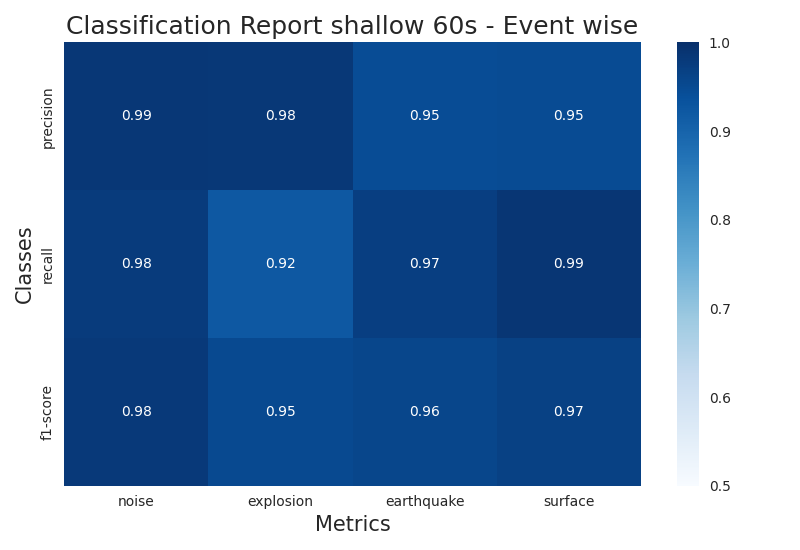 Classification Report shallow 60s - Event wise
precision
0.99 0.98 0.95 0.95
Classes
recall
0.98 0.92 0.97 0.99
f1-score
0.98 0.95 0.96 0.97
noise explosion earthquake surface
Metrics
1.0
0.9
0.8
0.7
0.6
0.5